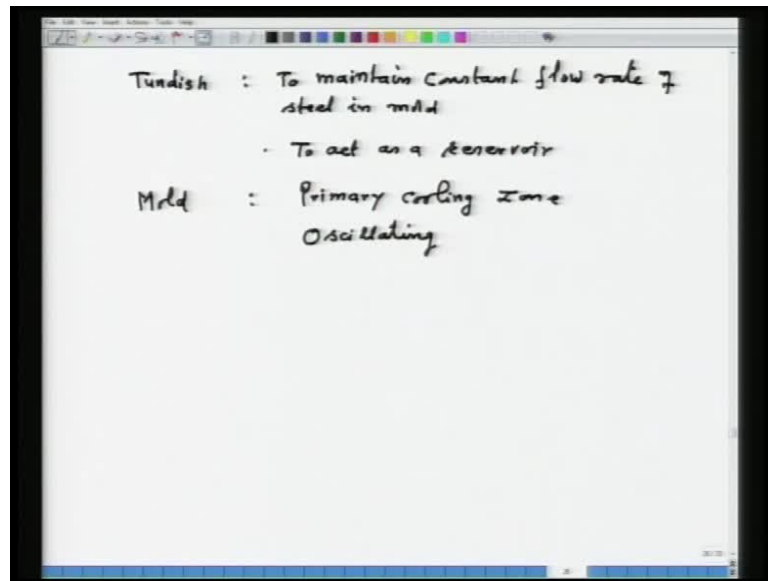 Tundish : To maintain Constant flow rate of
steel in mold
· To act as a reservoir
Mold : Primary cooling zone
Oscillating